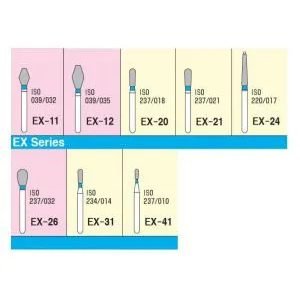 ISO
039/032
EX-11
ISO
039/035
EX-12
ISO
237/018
EX-20
ISO
237/021
EX-21
ISO
220/017
EX-24
EX Series
ISO
237/032
EX-26
ISO
234/014
EX-31
ISO
237/010
EX-41